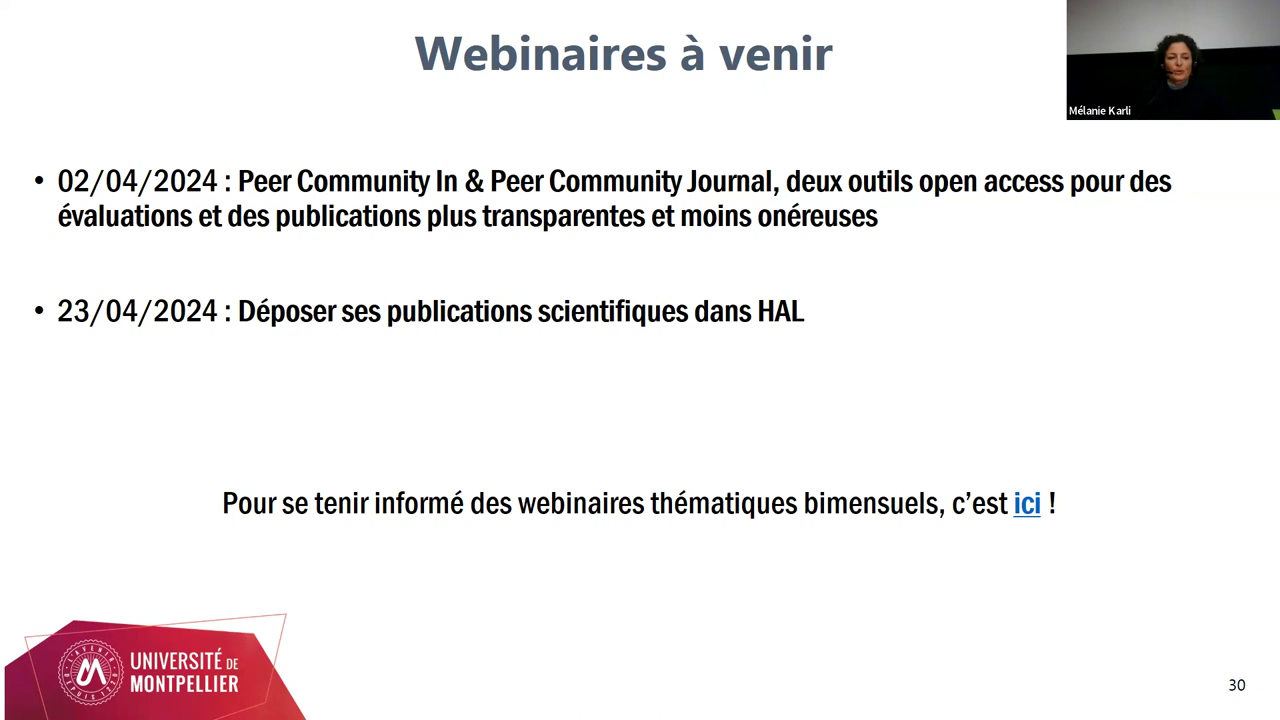 Webinaires à venir
Mélanie Karli
• 02/04/2024 : Peer Community In & Peer Community Journal, deux outils open access pour des
évaluations et des publications plus transparentes et moins onéreuses
• 23/04/2024 : Déposer ses publications scientifiques dans HAL
Pour se tenir informé des webinaires thématiques bimensuels, c’est ici !
UNIVERSITÉ DE
MONTPELLIER
30